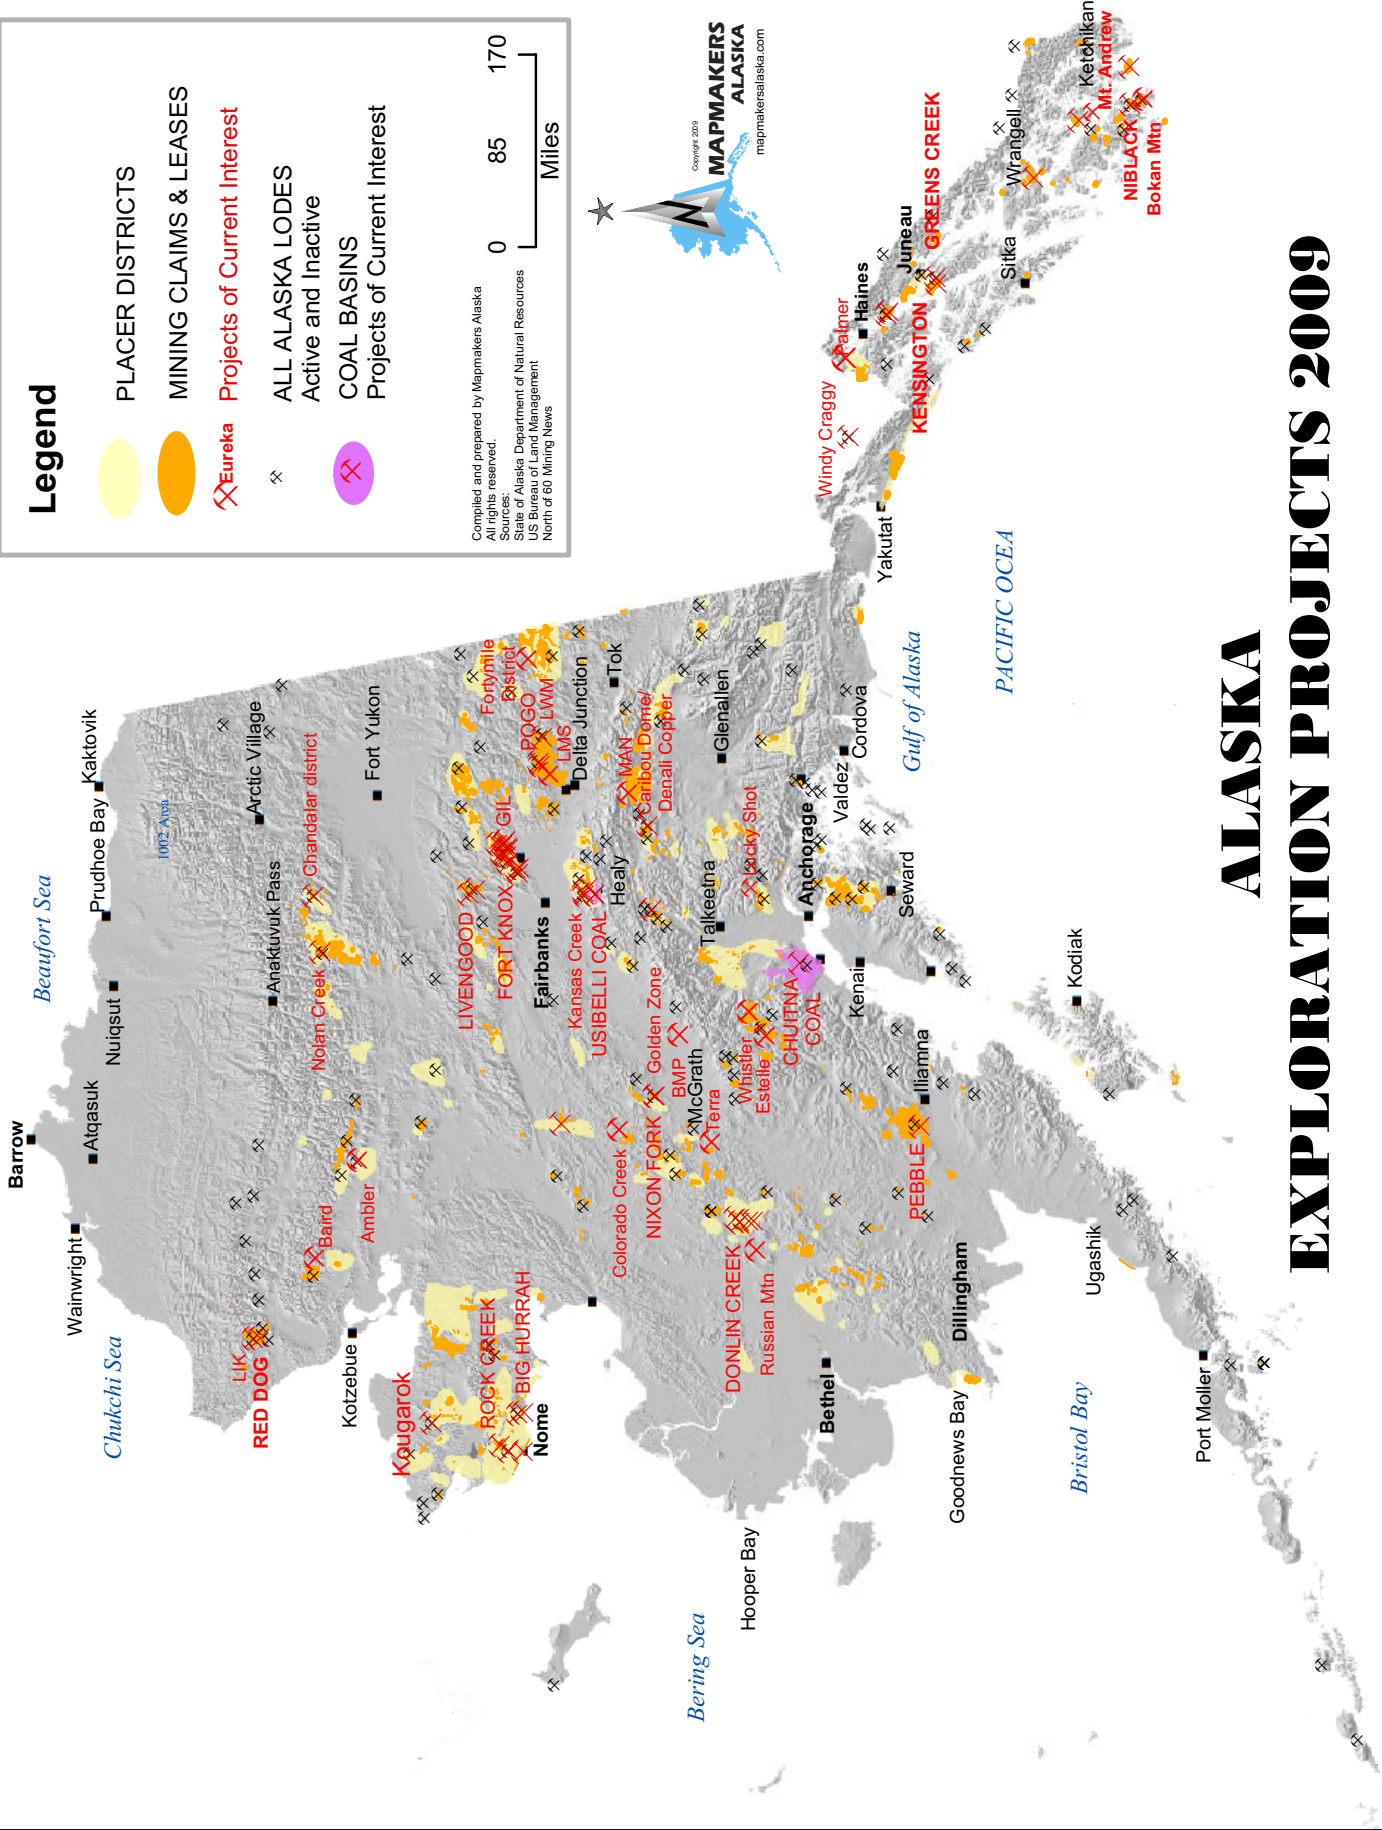 Legend
PLACER DISTRICTS
MINING CLAIMS & LEASES
Eureka
Projects of Current Interest
ALL ALASKA LODES
Active and Inactive
COAL BASINS
Projects of Current Interest
Compiled and prepared by Mapmakers Alaska
All rights reserved.
Sources:
State of Alaska Department of Natural Resources
US Bureau of Land Management
North of 60 Mining News
0
85
170
Miles
N
Copyright 2009
MAPMAKERS
ALASKA
mapmakersalaska.com
Beaufort Sea
Chukchi Sea
Bering Sea
Bristol Bay
Gulf of Alaska
PACIFIC OCEA
Barrow
Wainwright
Atqasuk
Nuiqsut
Prudhoe Bay
Kaktovik
1002 Area
Arctic Village
Anaktuvuk Pass
Fort Yukon
Chandalar district
Nolan Creek
LIK
RED DOG
Baird
Ambler
Kotzebue
Kougarok
ROCK CREEK
BIG HURRAH
Nome
LIVENGOOD
FORT KNOX
GIL
Fairbanks
Fortymile
District
POGO
LWM
LMS
Delta Junction
Tok
Kansas Creek
USIBELLI COAL
Healy
MAN
Caribou Dome/
Denali Copper
Glenallen
Colorado Creek
NIXON FORK
Golden Zone
BMP
McGrath
Terra
Talkeetna
Lucky Shot
Whistler
Estelle
CHUITNA
COAL
Anchorage
Valdez
Cordova
Kenai
Seward
DONLIN CREEK
Russian Mtn
Bethel
Hooper Bay
PEBBLE
Iliamna
Dillingham
Goodnews Bay
Kodiak
Ugashik
Port Moller
Yakutat
Windy Craggy
Palmer
Haines
KENSINGTON
Juneau
GREENS CREEK
Sitka
Wrangell
Ketchikan
Mt. Andrew
NIBLACK
Bokan Mtn
ALASKA
EXPLORATION PROJECTS 2009